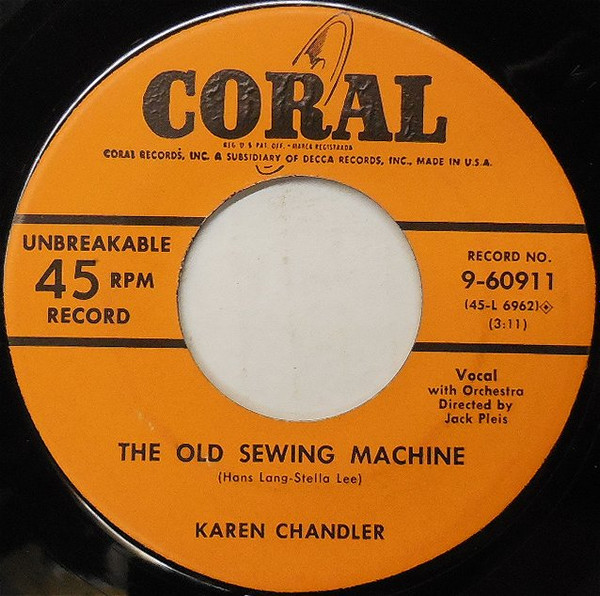 CORAL
REG U S PAT. OFF. - MARCA REGISTRADA
CORAL RECORDS, INC. A SUBSIDIARY OF DECCA RECORDS, INC., MADE IN U.S.A.
UNBREAKABLE
45 RPM
RECORD
RECORD NO.
9-60911
(45-L 6962)
(3:11)
Vocal
with Orchestra
Directed by
Jack Pleis
THE OLD SEWING MACHINE
(Hans Lang-Stella Lee)
KAREN CHANDLER